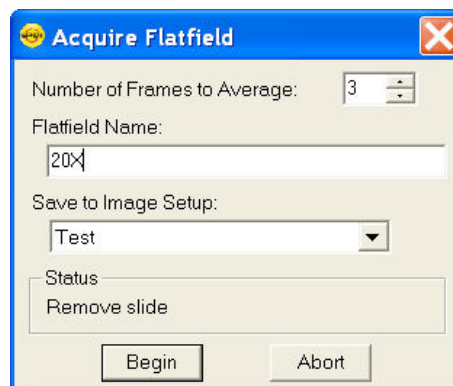 Acquire Flatfield
Number of Frames to Average: 3
Flatfield Name:
20X
Save to Image Setup:
Test
Status
Remove slide
Begin Abort